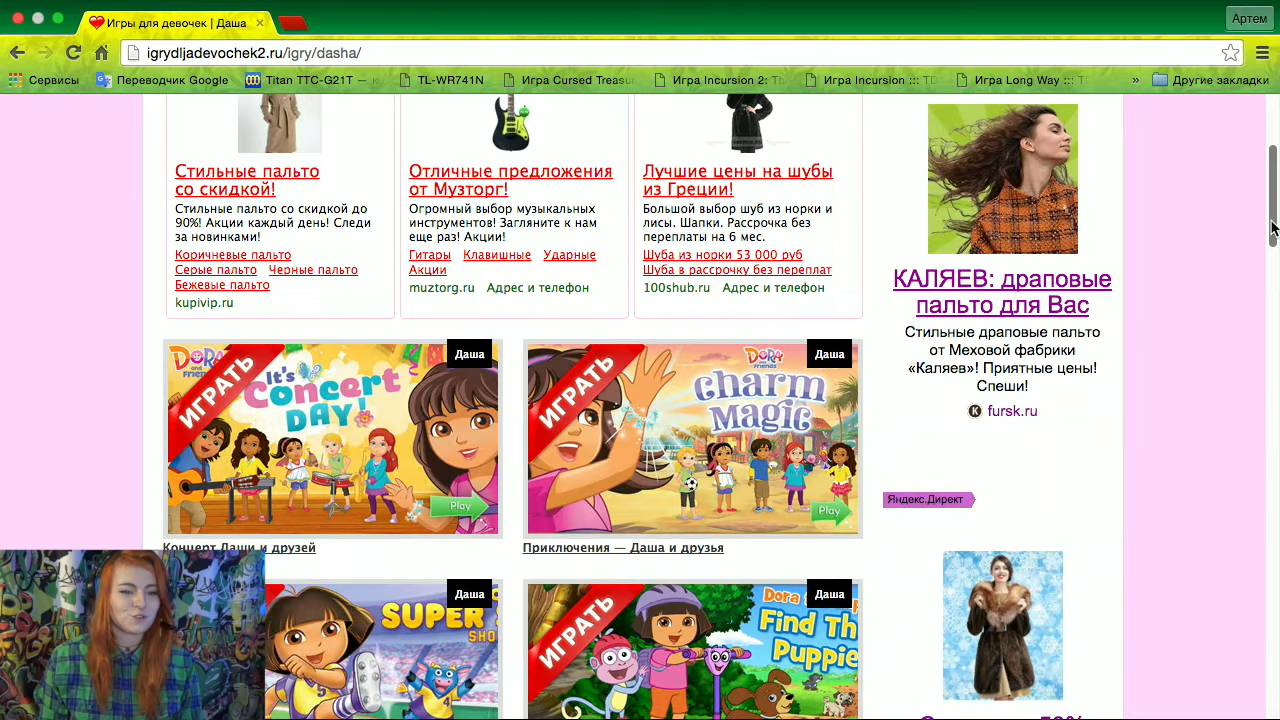 Игры для девочек | Даша
Артем
igrydljadevochek2.ru/igry/dasha/
Сервисы
Переводчик Google
Titan TTC-G21T — к
TL-WR741N
Игра Cursed Treasur
Игра Incursion 2: Tb
Игра Incursion ::: TD
Игра Long Way ::: T
»
Другие закладки
Стильные пальто
со скидкой!
Стильные пальто со скидкой до
90%! Акции каждый день! Следи
за новинками!
Коричневые пальто
Серые пальто Черные пальто
Бежевые пальто
kupivip.ru
Отличные предложения
от Музторг!
Огромный выбор музыкальных
инструментов! Загляните к нам
еще раз! Акции!
Гитары Клавишные Ударные
Акции
muztorg.ru Адрес и телефон
Лучшие цены на шубы
из Греции!
Большой выбор шуб из норки и
лисы. Шапки. Рассрочка без
переплаты на 6 мес.
Шуба из норки 53 000 руб
Шуба в рассрочку без переплат
100shub.ru Адрес и телефон
КАЛЯЕВ: драповые
пальто для Вас
Стильные драповые пальто
от Меховой фабрики
«Каляев»! Приятные цены!
Спеши!
K fursk.ru
Яндекс.Директ
ИГРАТЬ
DORA
and FRIENDS
It's
Concert
DAY!
Даша
Play
Концерт Даши и друзей
ИГРАТЬ
DORA
and FRIENDS
charm
magic
Даша
Play
Приключения — Даша и друзья
SUPER
Даша
4
ИГРАТЬ
Dora
Find Th
Puppie
Даша